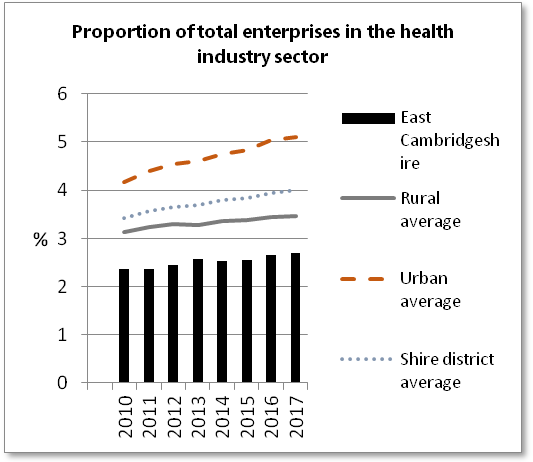 Proportion of total enterprises in the health
industry sector
6
5
4
3
2
1
0
%
2010
2011
2012
2013
2014
2015
2016
2017
East
Cambridgesh
ire
Rural
average
Urban
average
Shire district
average